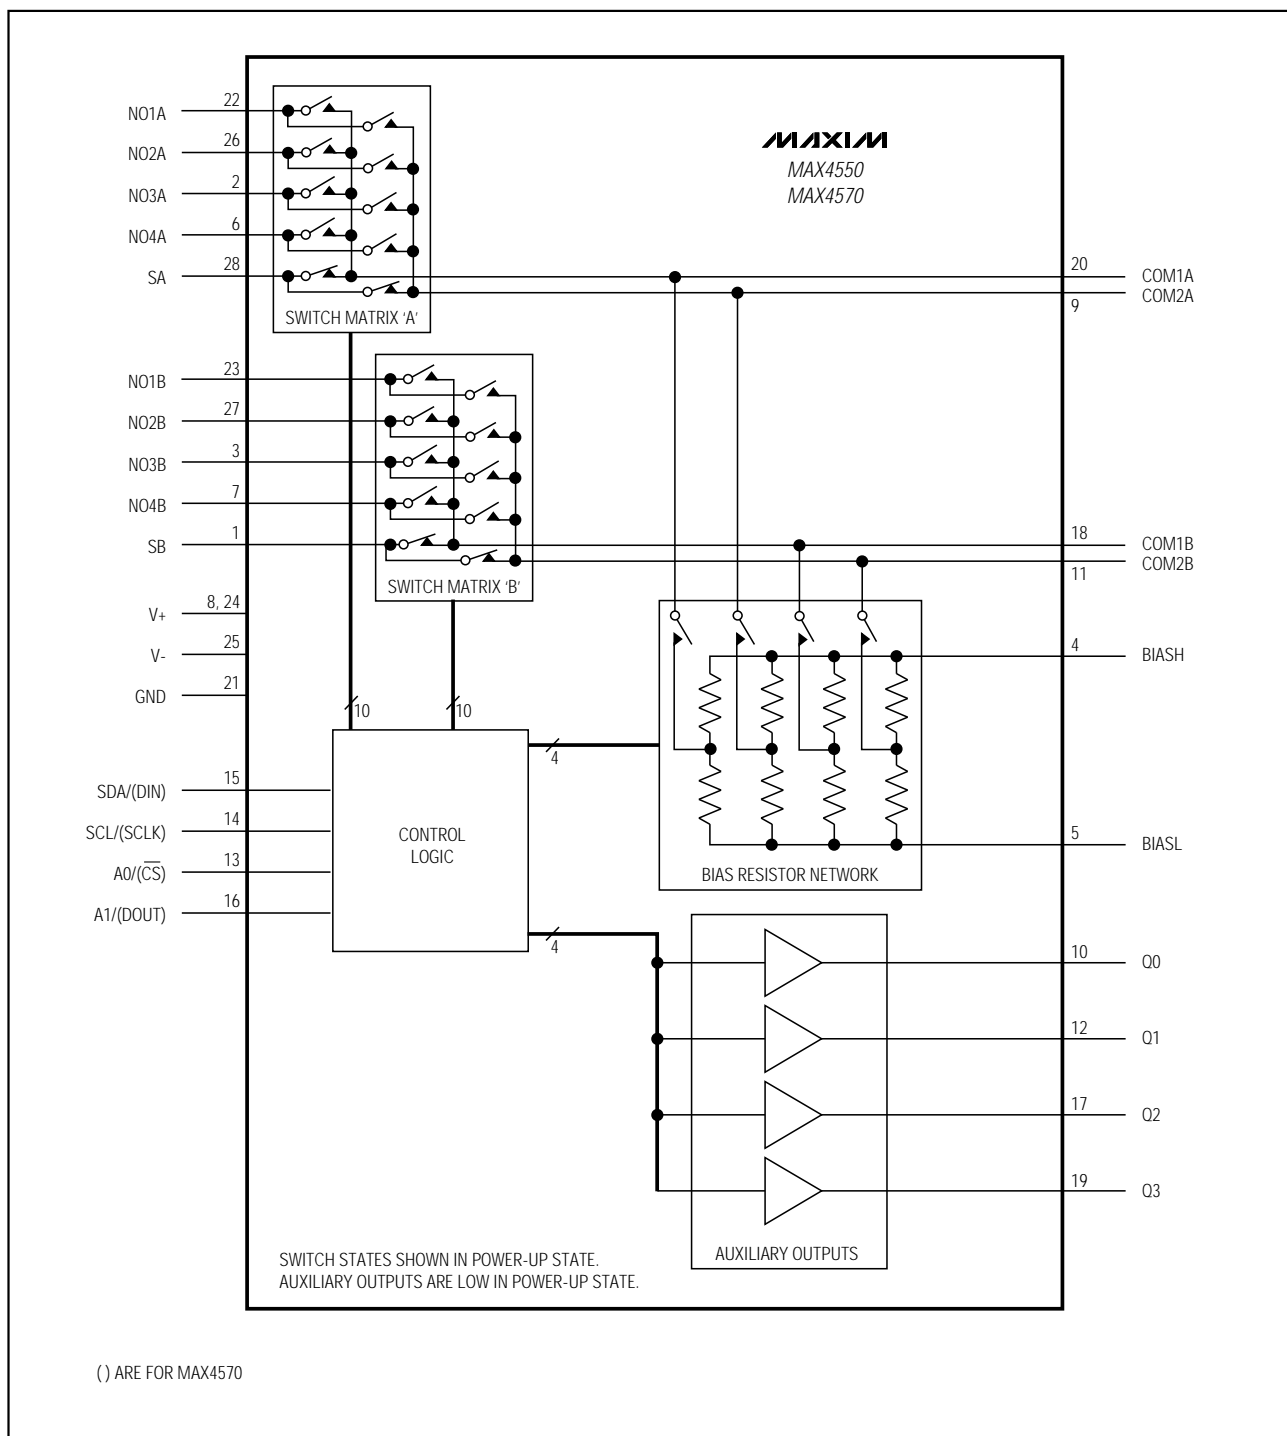 MAXIM
MAX4550
MAX4570
NO1A 22
NO2A 26
NO3A 2
NO4A 6
SA 28
SWITCH MATRIX 'A'
20 COM1A
COM2A
9
NO1B 23
NO2B 27
NO3B 3
NO4B 7
SB 1
SWITCH MATRIX 'B'
18 COM1B
COM2B
11
V+ 8, 24
V- 25
GND 21
10
10
4 BIASH
4
5 BIASL
BIAS RESISTOR NETWORK
SDA/(DIN) 15
SCL/(SCLK) 14
A0/(C̅S̅) 13
A1/(DOUT) 16
CONTROL
LOGIC
4
10 Q0
12 Q1
17 Q2
19 Q3
AUXILIARY OUTPUTS
SWITCH STATES SHOWN IN POWER-UP STATE.
AUXILIARY OUTPUTS ARE LOW IN POWER-UP STATE.
( ) ARE FOR MAX4570